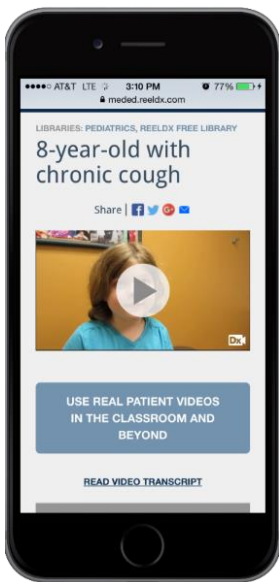 ●●●●○ AT&T LTE 3:10 PM 77%
meded.reeldx.com
LIBRARIES: PEDIATRICS, REELDX FREE LIBRARY
8-year-old with
chronic cough
Share |
Dx
USE REAL PATIENT VIDEOS
IN THE CLASSROOM AND
BEYOND
READ VIDEO TRANSCRIPT